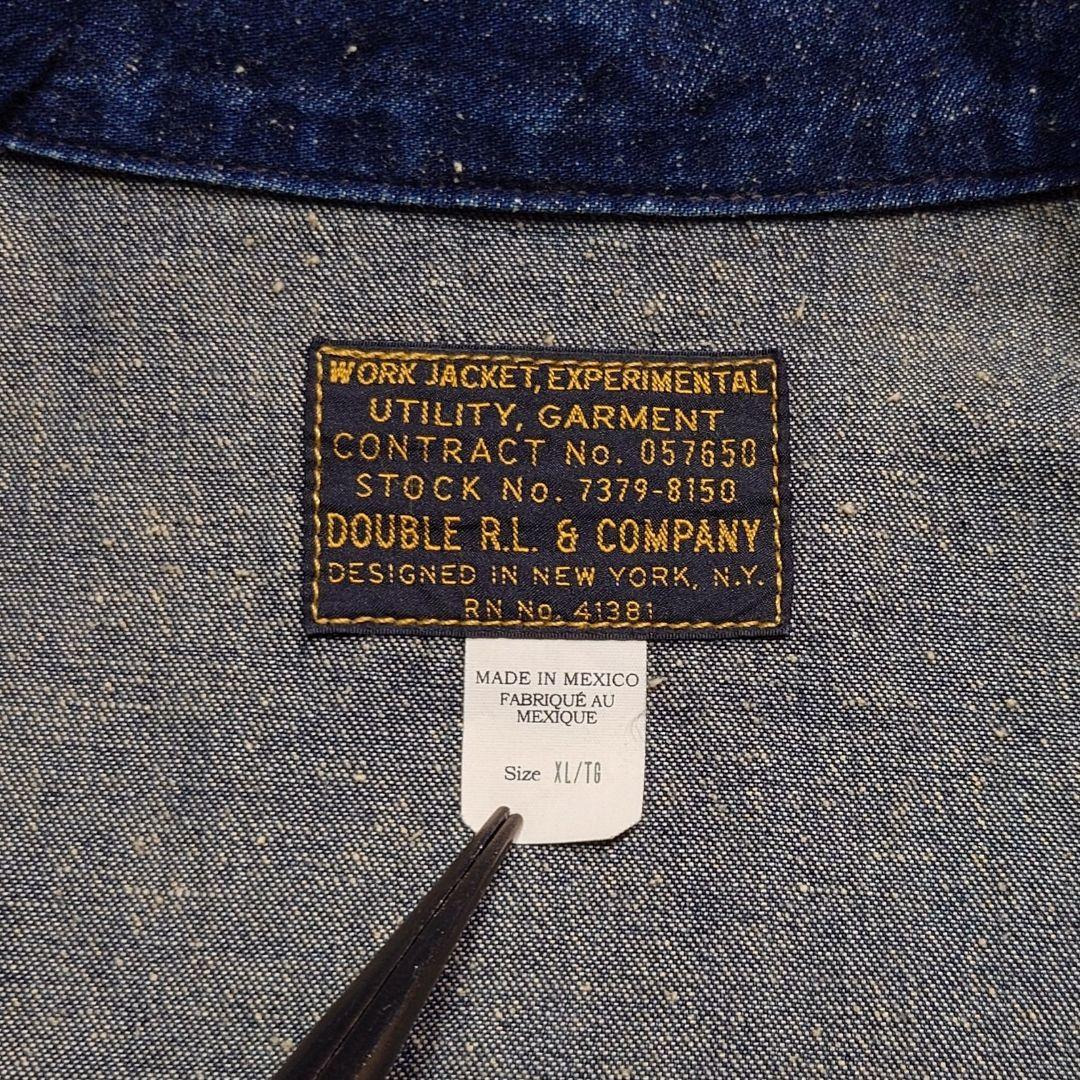 WORK JACKET, EXPERIMENTAL
UTILITY, GARMENT
CONTRACT No. 057650
STOCK No. 7379-8150
DOUBLE R.L. & COMPANY
DESIGNED IN NEW YORK, N.Y.
RN No. 41381
MADE IN MEXICO
FABRIQUÉ AU
MEXIQUE
Size XL/TG